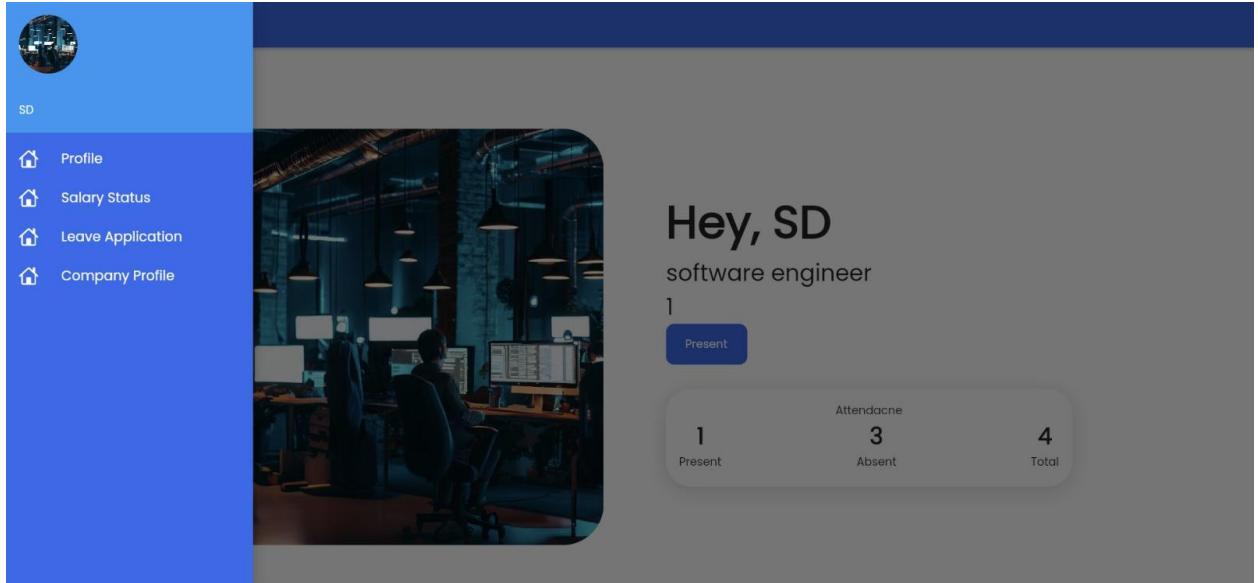 SD
Profile
Salary Status
Leave Application
Company Profile
Hey, SD
software engineer
1
Present
Attendacne
1 3 4
Present Absent Total